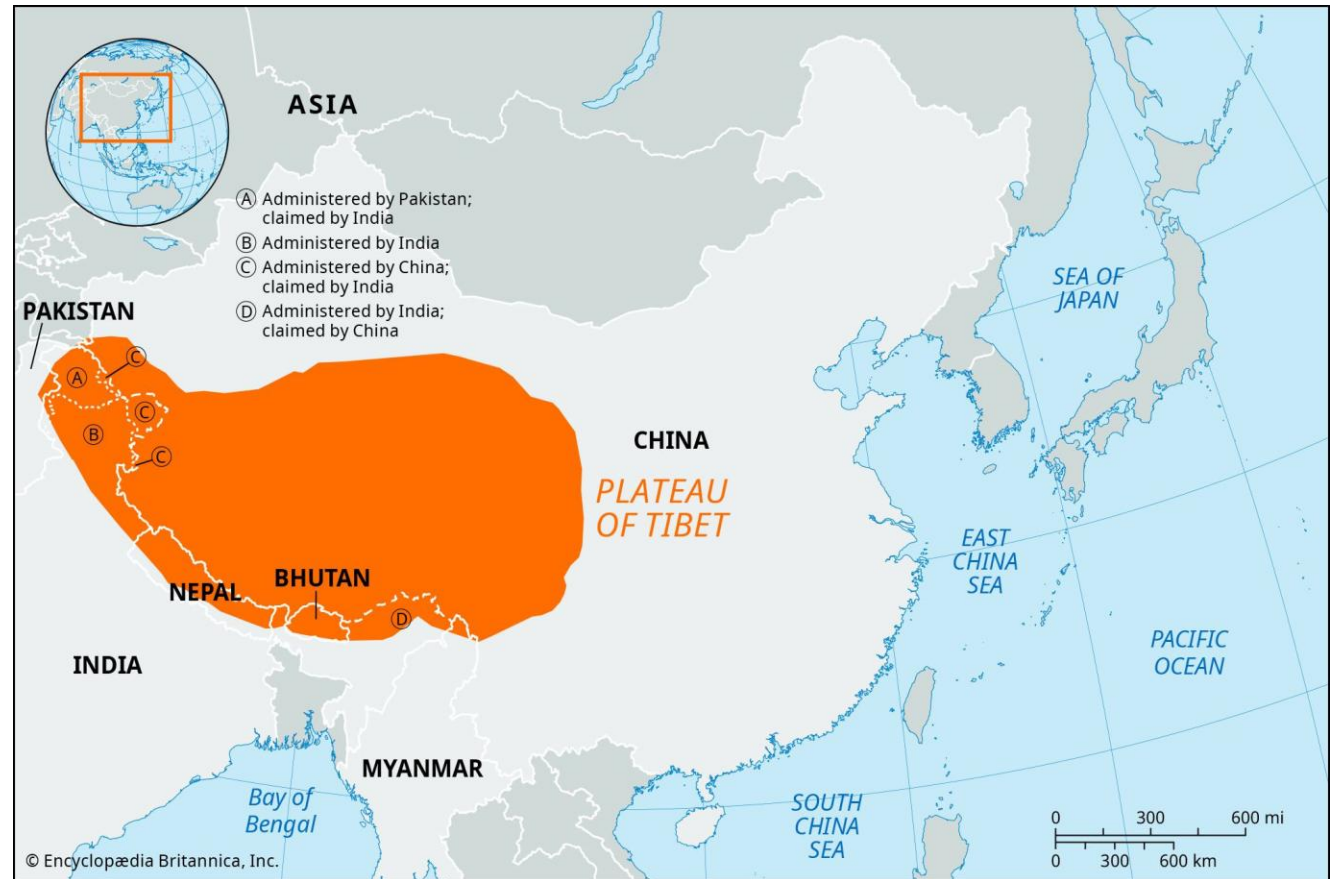 ASIA
Ⓐ Administered by Pakistan;
claimed by India
Ⓑ Administered by India
Ⓒ Administered by China;
claimed by India
Ⓓ Administered by India;
claimed by China
PAKISTAN
Ⓒ
Ⓐ
Ⓒ
Ⓑ
Ⓒ
CHINA
PLATEAU
OF TIBET
SEA OF
JAPAN
EAST
CHINA
SEA
PACIFIC
OCEAN
NEPAL
BHUTAN
Ⓓ
INDIA
MYANMAR
Bay of
Bengal
SOUTH
CHINA
SEA
0 300 600 mi
0 300 600 km
© Encyclopædia Britannica, Inc.